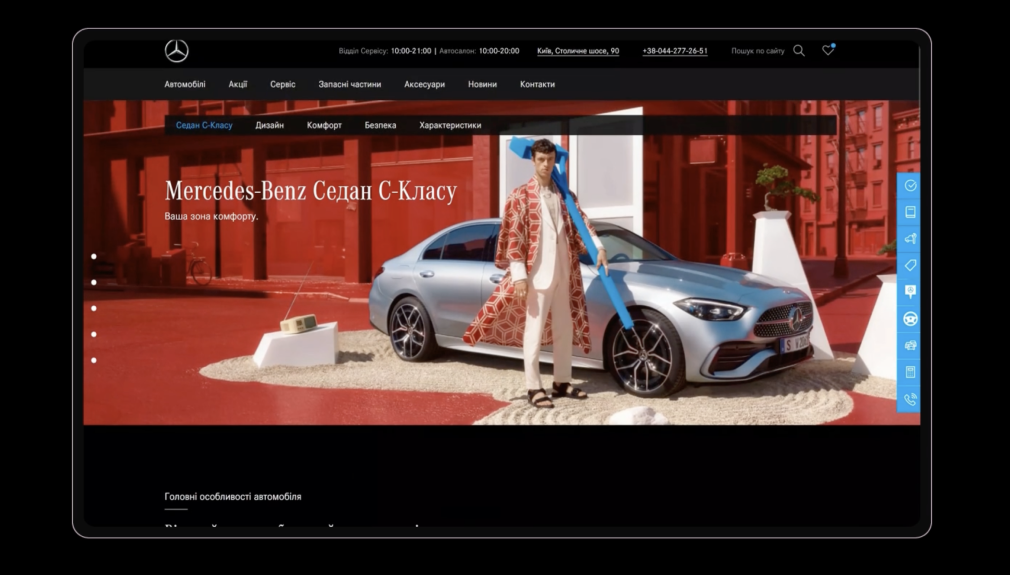 Відділ Сервісу: 10:00-21:00 | Автосалон: 10:00-20:00
Київ, Столичне шосе, 90
+38-044-277-26-51
Пошук по сайту
Автомобілі Акції Сервіс Запасні частини Аксесуари Новини Контакти
Седан С-Класу Дизайн Комфорт Безпека Характеристики
Mercedes-Benz Седан С-Класу
Ваша зона комфорту.
Головні особливості автомобіля